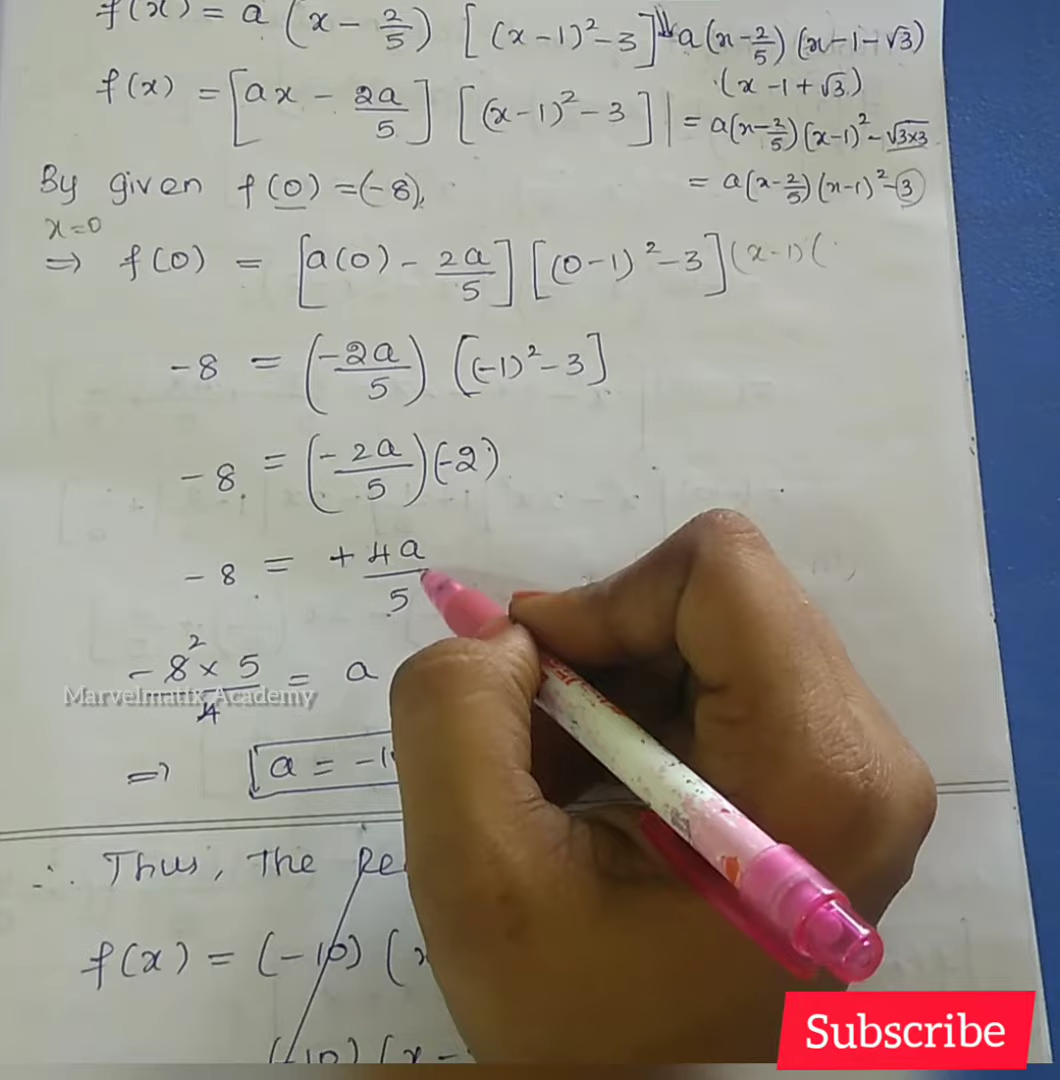 f(x) = a (x - 2/5) [(x-1)² - 3]
a(x - 2/5) (x - 1 - √3)
·(x - 1 + √3)
f(x) = [ax - 2a/5] [(x-1)² - 3]
= a(x - 2/5) (x-1)² - √3×3
= a(x - 2/5) (x-1)² - 3
By given f(0) = (-8),
x=0
⇒ f(0) = [a(0) - 2a/5] [(0-1)² - 3] (x-1) (
-8 = (-2a/5) [(-1)² - 3]
-8 = (-2a/5) (-2)
-8 = + 4a/5
2
-8 × 5 / 4 = a
Marvelmatix Academy
⇒ a = -1
∴ Thus, The
f(x) = (-10) (
(-10) (x -
Subscribe